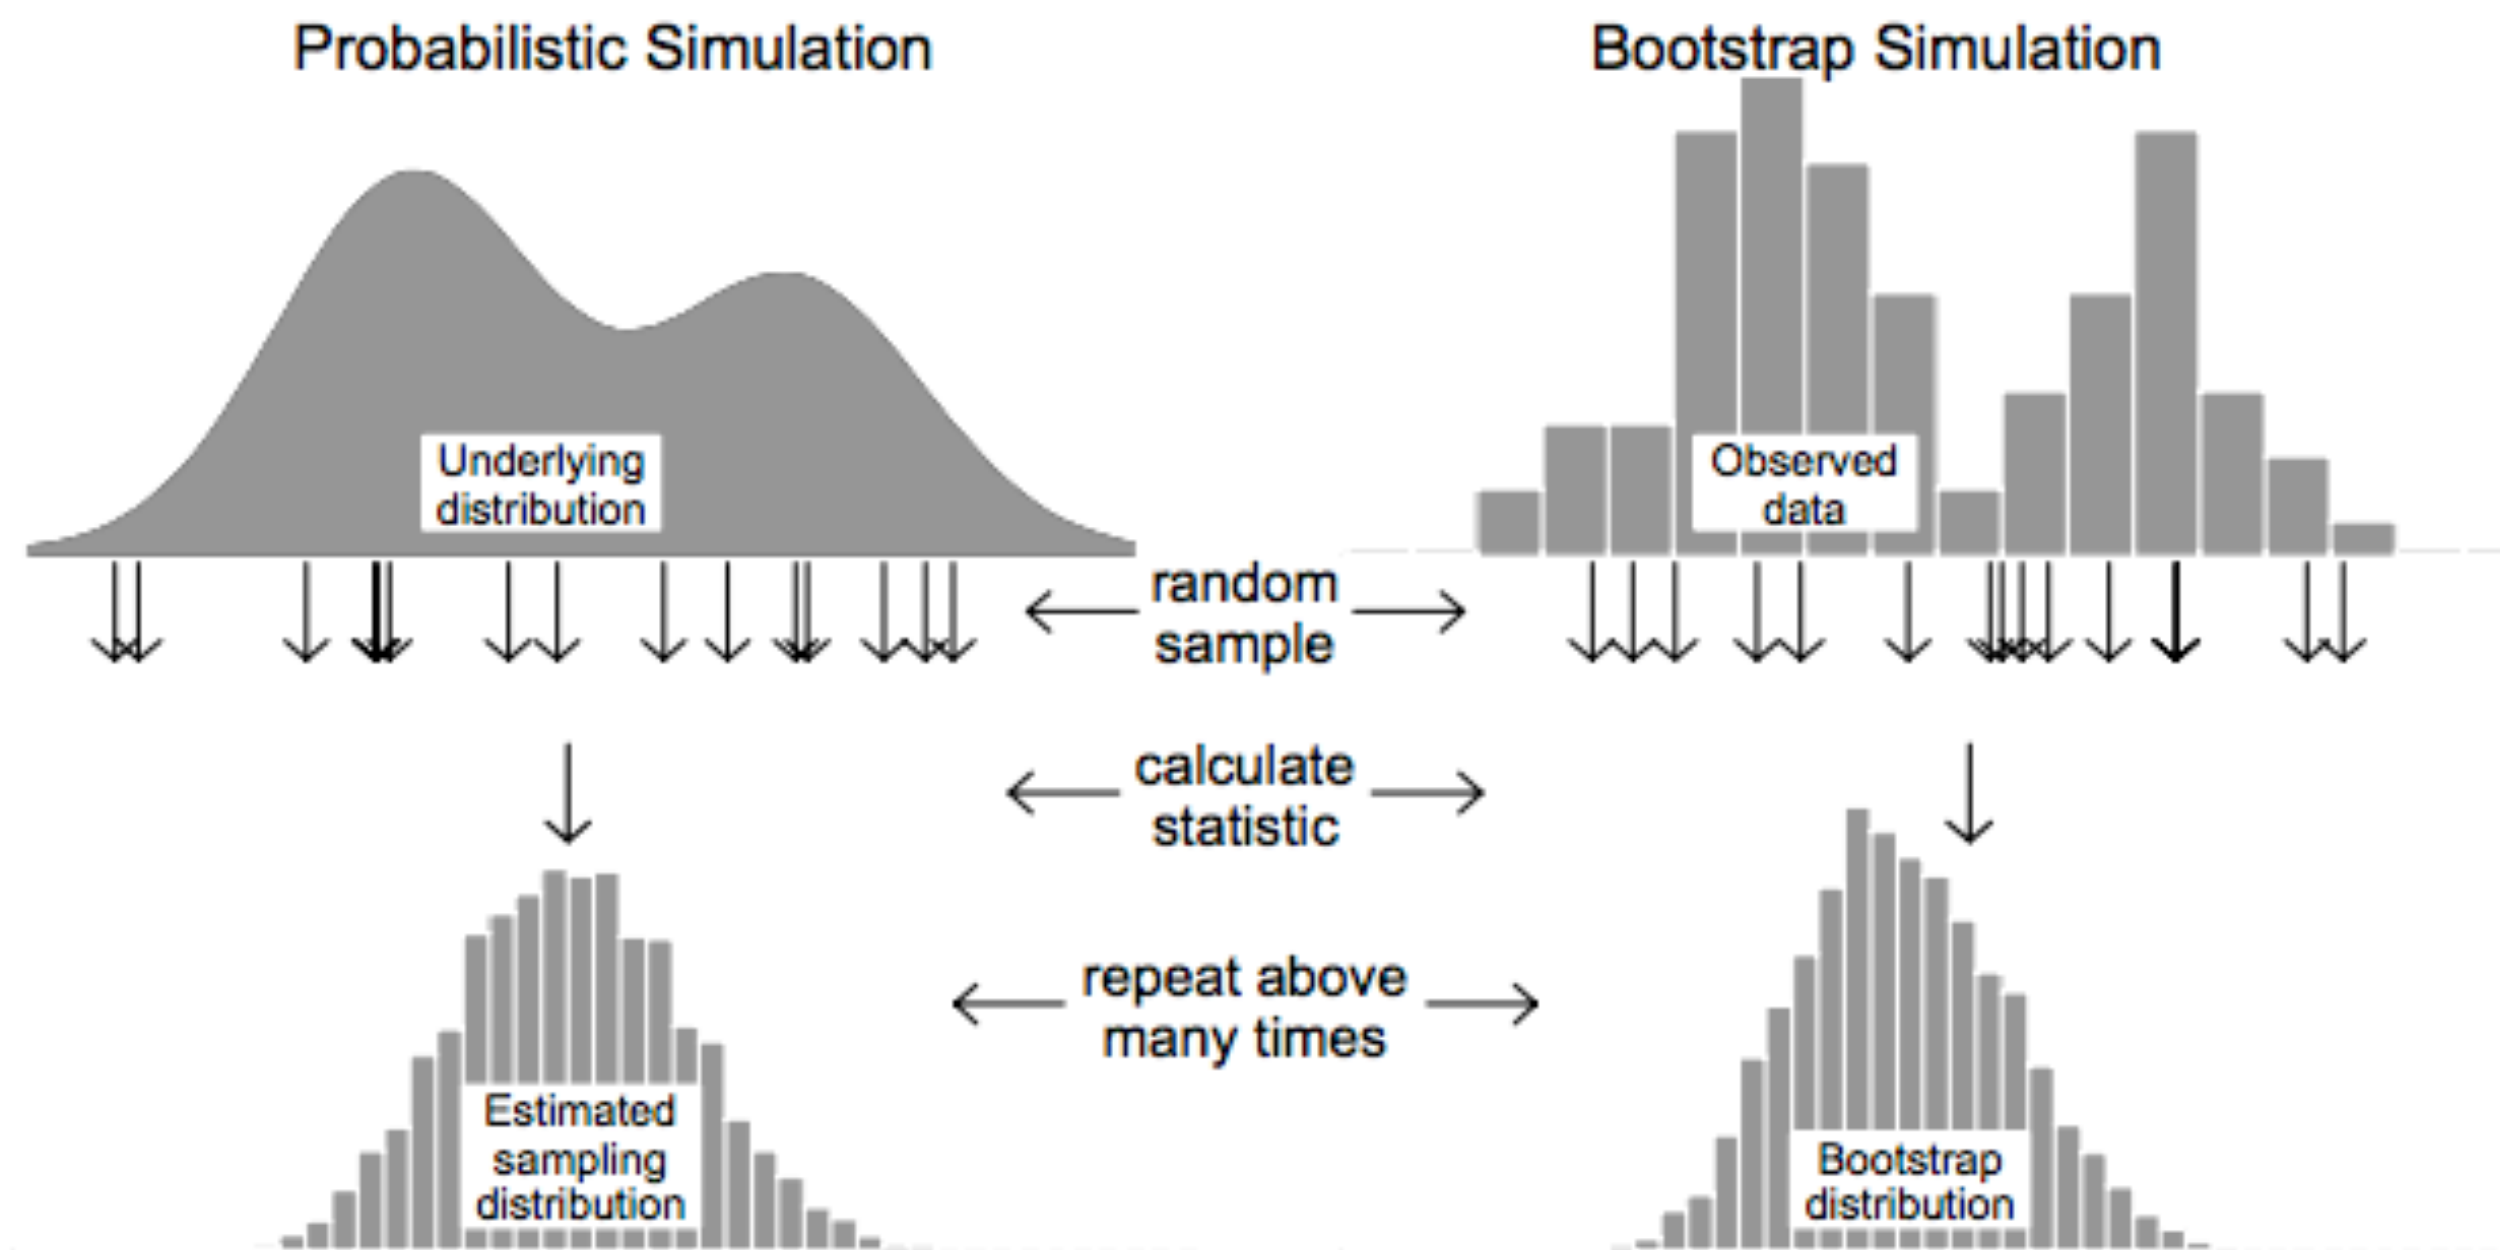 Probabilistic Simulation
Bootstrap Simulation
Underlying
distribution
Observed
data
random
sample
calculate
statistic
repeat above
many times
Estimated
sampling
distribution
Bootstrap
distribution